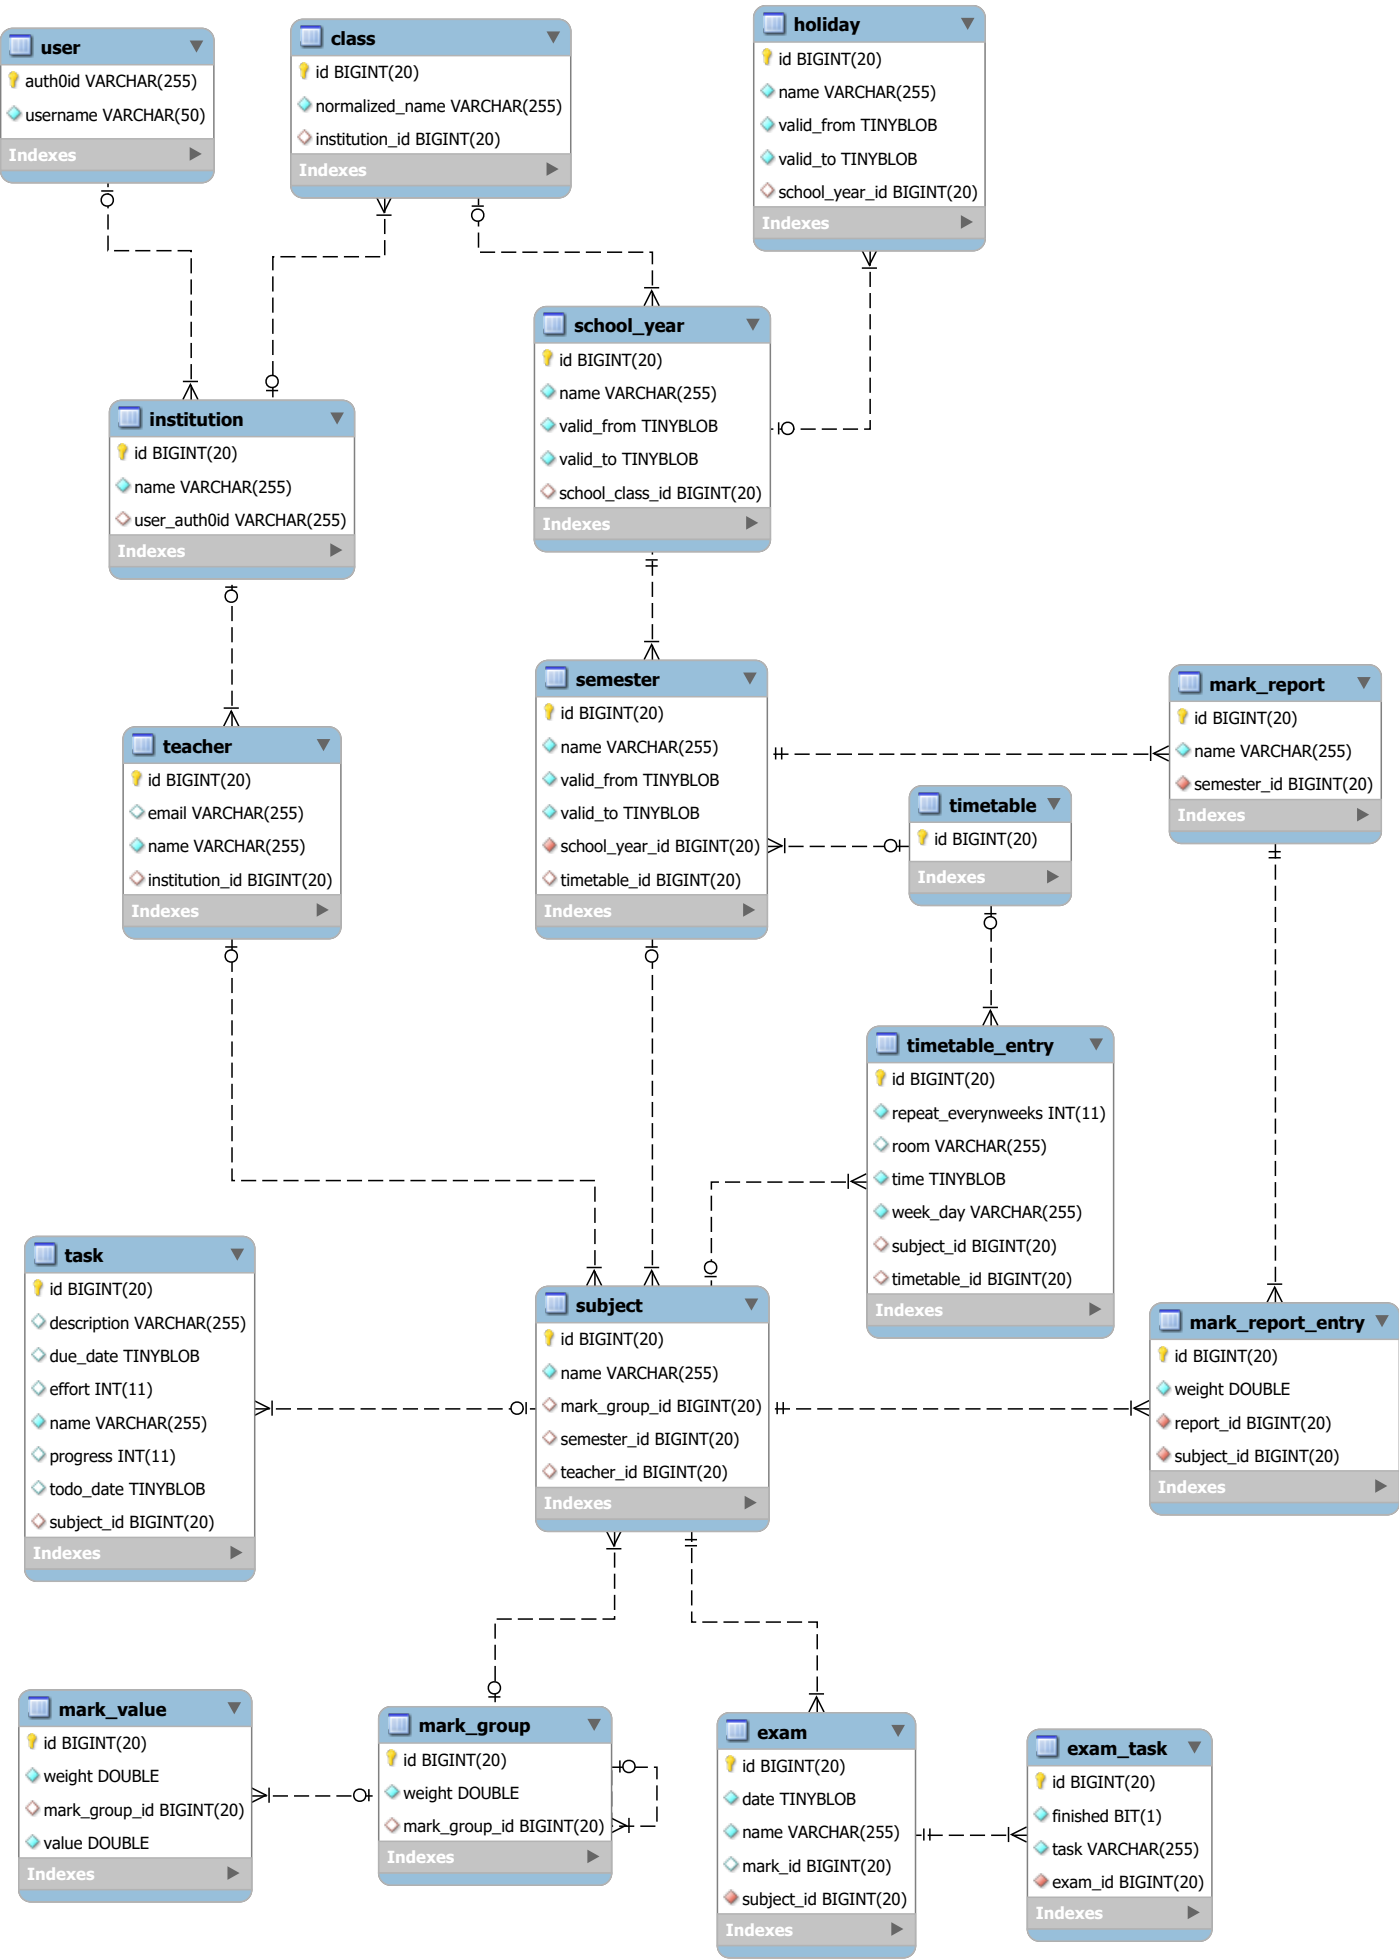 user
auth0id VARCHAR(255)
username VARCHAR(50)
Indexes
class
id BIGINT(20)
normalized_name VARCHAR(255)
institution_id BIGINT(20)
Indexes
holiday
id BIGINT(20)
name VARCHAR(255)
valid_from TINYBLOB
valid_to TINYBLOB
school_year_id BIGINT(20)
Indexes
school_year
id BIGINT(20)
name VARCHAR(255)
valid_from TINYBLOB
valid_to TINYBLOB
school_class_id BIGINT(20)
Indexes
institution
id BIGINT(20)
name VARCHAR(255)
user_auth0id VARCHAR(255)
Indexes
semester
id BIGINT(20)
name VARCHAR(255)
valid_from TINYBLOB
valid_to TINYBLOB
school_year_id BIGINT(20)
timetable_id BIGINT(20)
Indexes
mark_report
id BIGINT(20)
name VARCHAR(255)
semester_id BIGINT(20)
Indexes
teacher
id BIGINT(20)
email VARCHAR(255)
name VARCHAR(255)
institution_id BIGINT(20)
Indexes
timetable
id BIGINT(20)
Indexes
timetable_entry
id BIGINT(20)
repeat_everynweeks INT(11)
room VARCHAR(255)
time TINYBLOB
week_day VARCHAR(255)
subject_id BIGINT(20)
timetable_id BIGINT(20)
Indexes
task
id BIGINT(20)
description VARCHAR(255)
due_date TINYBLOB
effort INT(11)
name VARCHAR(255)
progress INT(11)
todo_date TINYBLOB
subject_id BIGINT(20)
Indexes
subject
id BIGINT(20)
name VARCHAR(255)
mark_group_id BIGINT(20)
semester_id BIGINT(20)
teacher_id BIGINT(20)
Indexes
mark_report_entry
id BIGINT(20)
weight DOUBLE
report_id BIGINT(20)
subject_id BIGINT(20)
Indexes
mark_value
id BIGINT(20)
weight DOUBLE
mark_group_id BIGINT(20)
value DOUBLE
Indexes
mark_group
id BIGINT(20)
weight DOUBLE
mark_group_id BIGINT(20)
Indexes
exam
id BIGINT(20)
date TINYBLOB
name VARCHAR(255)
mark_id BIGINT(20)
subject_id BIGINT(20)
Indexes
exam_task
id BIGINT(20)
finished BIT(1)
task VARCHAR(255)
exam_id BIGINT(20)
Indexes